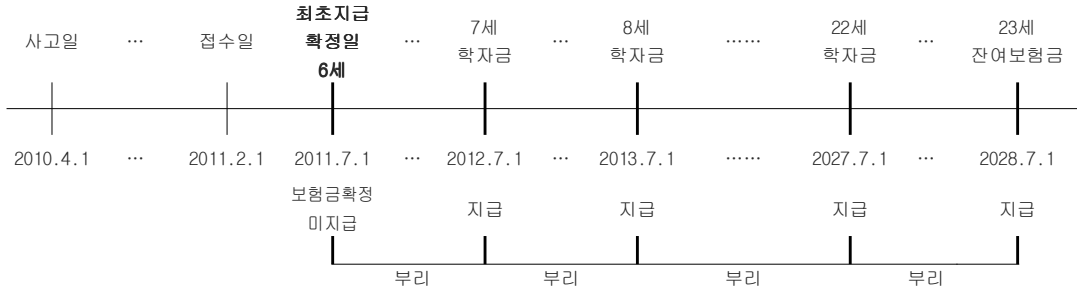 사고일 … 접수일 최초지급 확정일 6세 … 7세 학자금 … 8세 학자금 …… 22세 학자금 … 23세 잔여보험금
2010.4.1 … 2011.2.1 2011.7.1 … 2012.7.1 … 2013.7.1 …… 2027.7.1 … 2028.7.1
보험금확정 미지급 지급 지급 지급 지급
부리 부리 부리 부리